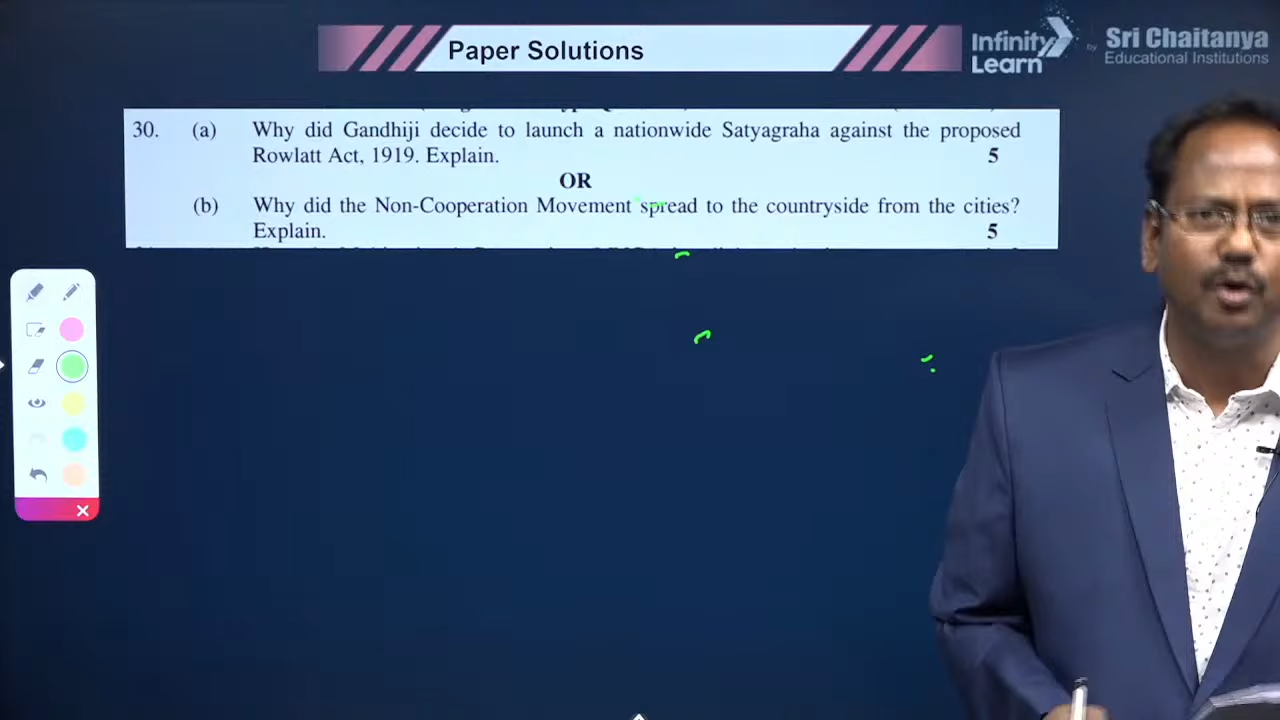 Paper Solutions
Infinity Learn by Sri Chaitanya
Educational Institutions
30. (a) Why did Gandhiji decide to launch a nationwide Satyagraha against the proposed
Rowlatt Act, 1919. Explain. 5
OR
(b) Why did the Non-Cooperation Movement spread to the countryside from the cities?
Explain. 5